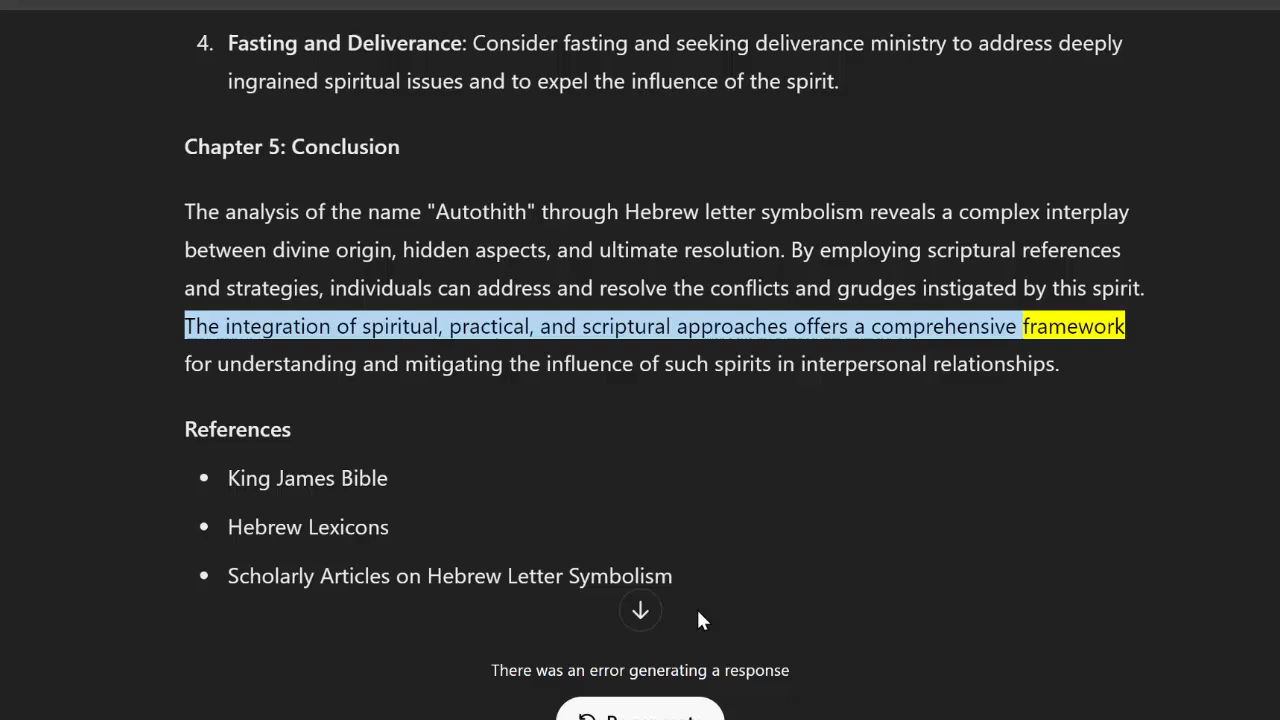 4. Fasting and Deliverance: Consider fasting and seeking deliverance ministry to address deeply
ingrained spiritual issues and to expel the influence of the spirit.
Chapter 5: Conclusion
The analysis of the name "Autothith" through Hebrew letter symbolism reveals a complex interplay
between divine origin, hidden aspects, and ultimate resolution. By employing scriptural references
and strategies, individuals can address and resolve the conflicts and grudges instigated by this spirit.
The integration of spiritual, practical, and scriptural approaches offers a comprehensive framework
for understanding and mitigating the influence of such spirits in interpersonal relationships.
References
• King James Bible
• Hebrew Lexicons
• Scholarly Articles on Hebrew Letter Symbolism
There was an error generating a response